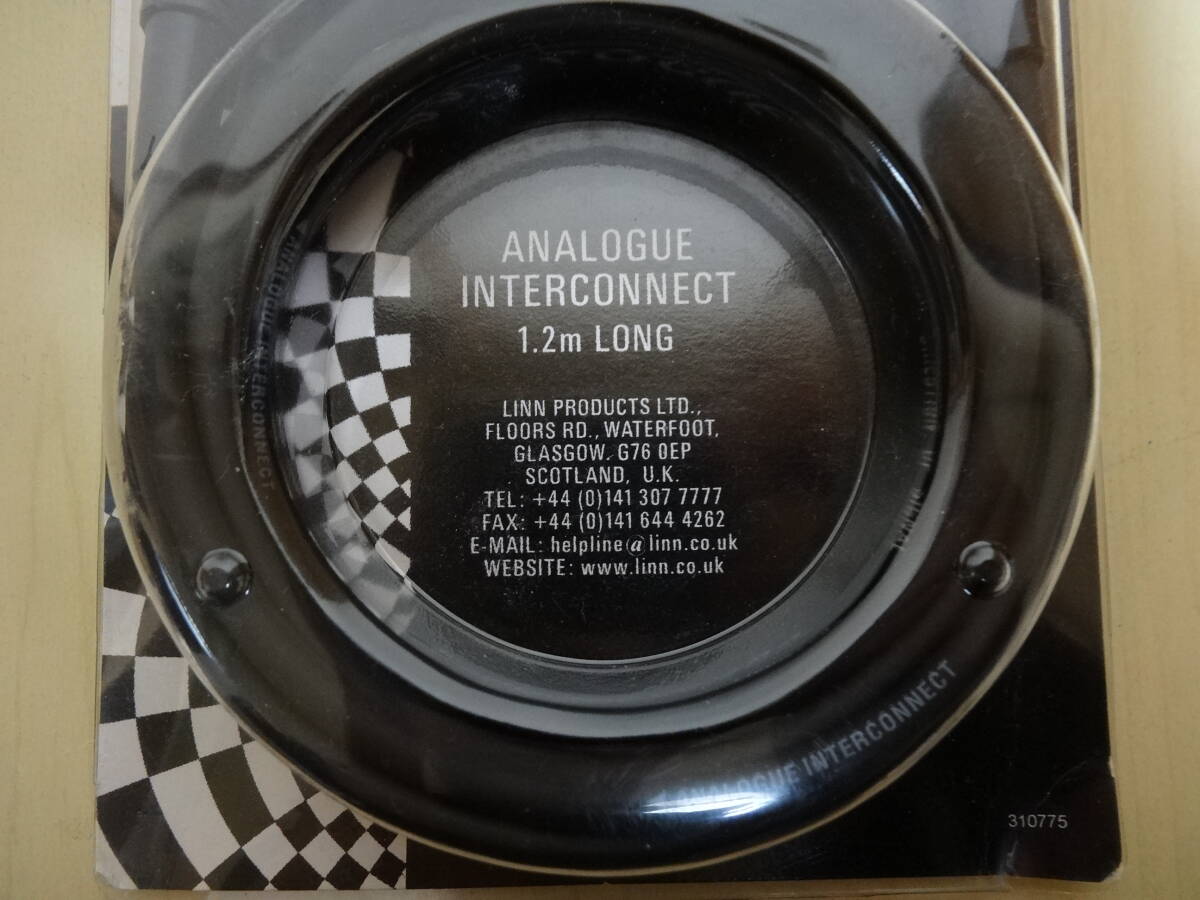 ANALOGUE
INTERCONNECT
1.2m LONG
LINN PRODUCTS LTD.,
FLOORS RD., WATERFOOT,
GLASGOW. G76 0EP
SCOTLAND, U.K.
TEL: +44 (0)141 307 7777
FAX: +44 (0)141 644 4262
E-MAIL: helpline@linn.co.uk
WEBSITE: www.linn.co.uk
ANALOGUE INTERCONNECT
ANALOGUE INTERCONNECT
310775